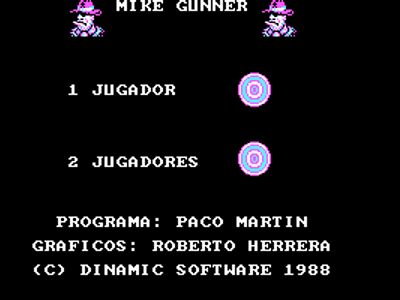 MIKE GUNNER
1 JUGADOR
2 JUGADORES
PROGRAMA: PACO MARTIN
GRAFICOS: ROBERTO HERRERA
(C) DINAMIC SOFTWARE 1988